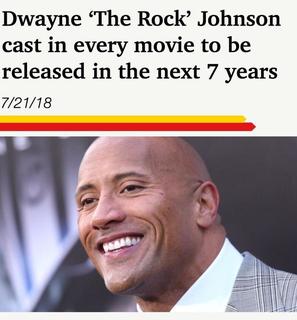 Dwayne ‘The Rock’ Johnson
cast in every movie to be
released in the next 7 years
7/21/18